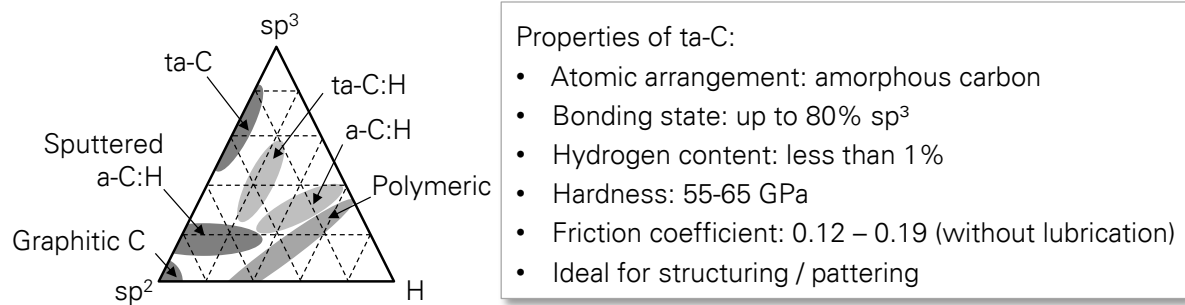 sp³
ta-C
ta-C:H
a-C:H
Sputtered
a-C:H
Polymeric
Graphitic C
sp²
H
Properties of ta-C:
• Atomic arrangement: amorphous carbon
• Bonding state: up to 80% sp³
• Hydrogen content: less than 1%
• Hardness: 55-65 GPa
• Friction coefficient: 0.12 – 0.19 (without lubrication)
• Ideal for structuring / pattering